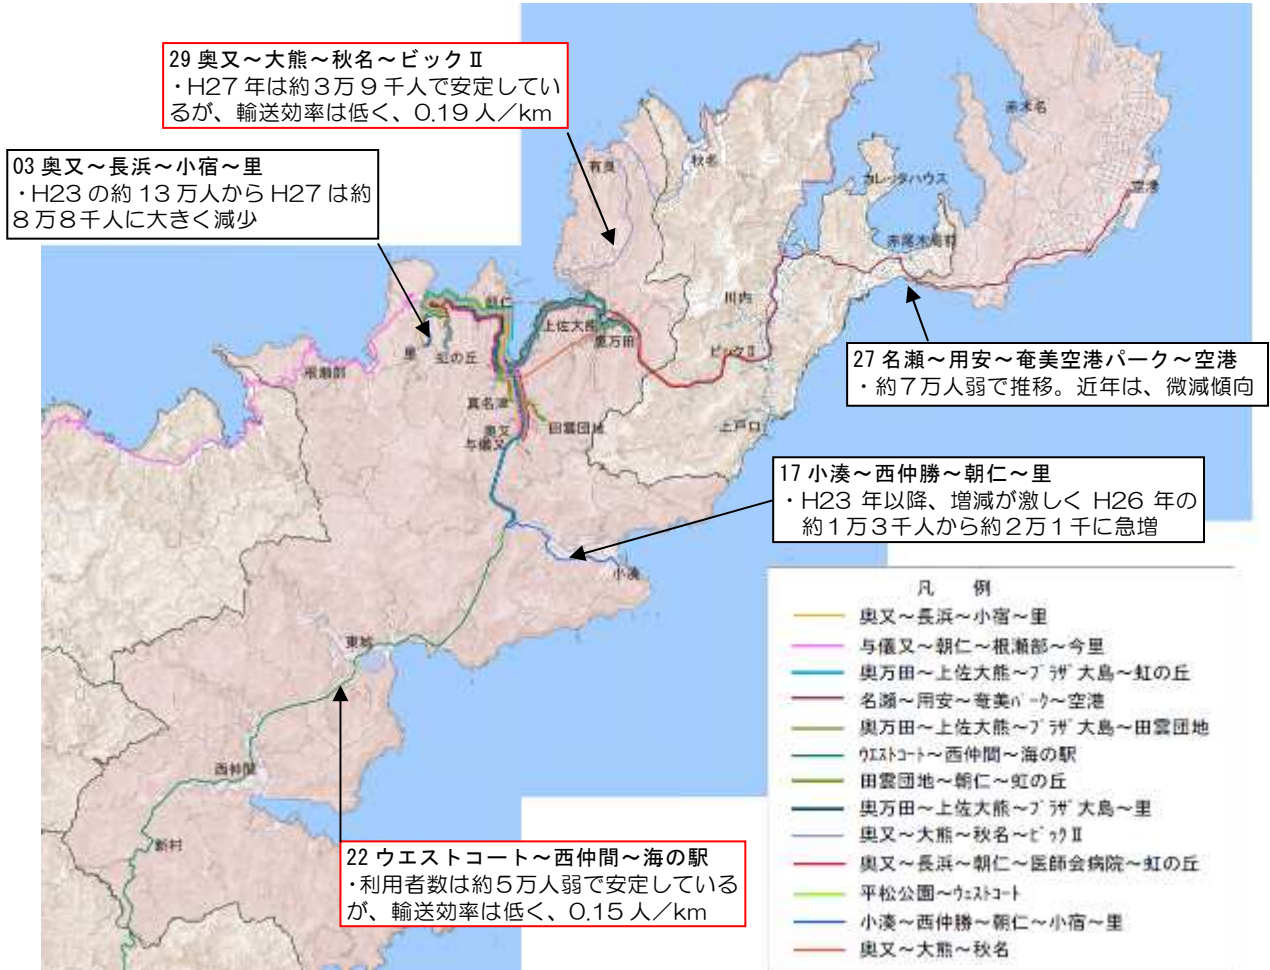 29 奥又～大熊～秋名～ビックⅡ
・H27 年は約３万９千人で安定してい
るが、輸送効率は低く、0.19 人／km
03 奥又～長浜～小宿～里
・H23 の約 13 万人から H27 は約
８万８千人に大きく減少
赤木名
有良
秋名
カレッタハウス
空港
赤尾木局前
朝仁
上佐大熊
奥万田
川内
ビックⅡ
里
虹の丘
根瀬部
27 名瀬～用安～奄美空港パーク～空港
・約７万人弱で推移。近年は、微減傾向
真名津
奥又
与儀又
田雲団地
上戸口
17 小湊～西仲勝～朝仁～里
・H23 年以降、増減が激しく H26 年の
約１万３千人から約２万１千に急増
小湊
東城
西仲間
新村
22 ウエストコート～西仲間～海の駅
・利用者数は約５万人弱で安定している
が、輸送効率は低く、0.15 人／km
凡 例
奥又～長浜～小宿～里
与儀又～朝仁～根瀬部～今里
奥万田～上佐大熊～プラザ大島～虹の丘
名瀬～用安～奄美パーク～空港
奥万田～上佐大熊～プラザ大島～田雲団地
ウエストコート～西仲間～海の駅
田雲団地～朝仁～虹の丘
奥万田～上佐大熊～プラザ大島～里
奥又～大熊～秋名～ビックⅡ
奥又～長浜～朝仁～医師会病院～虹の丘
平松公園～ウェストコート
小湊～西仲勝～朝仁～小宿～里
奥又～大熊～秋名